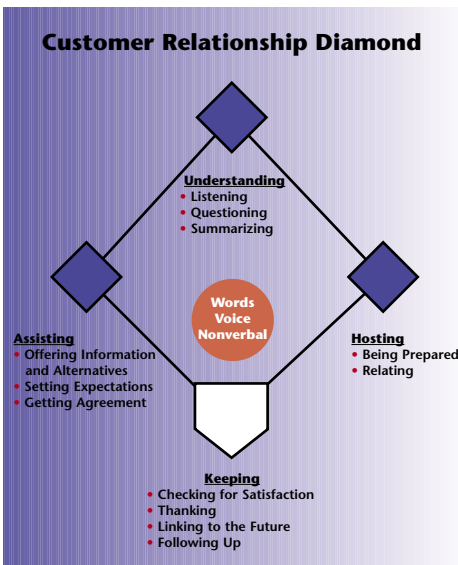 Customer Relationship Diamond
Understanding
• Listening
• Questioning
• Summarizing
Words
Voice
Nonverbal
Assisting
• Offering Information
and Alternatives
• Setting Expectations
• Getting Agreement
Hosting
• Being Prepared
• Relating
Keeping
• Checking for Satisfaction
• Thanking
• Linking to the Future
• Following Up